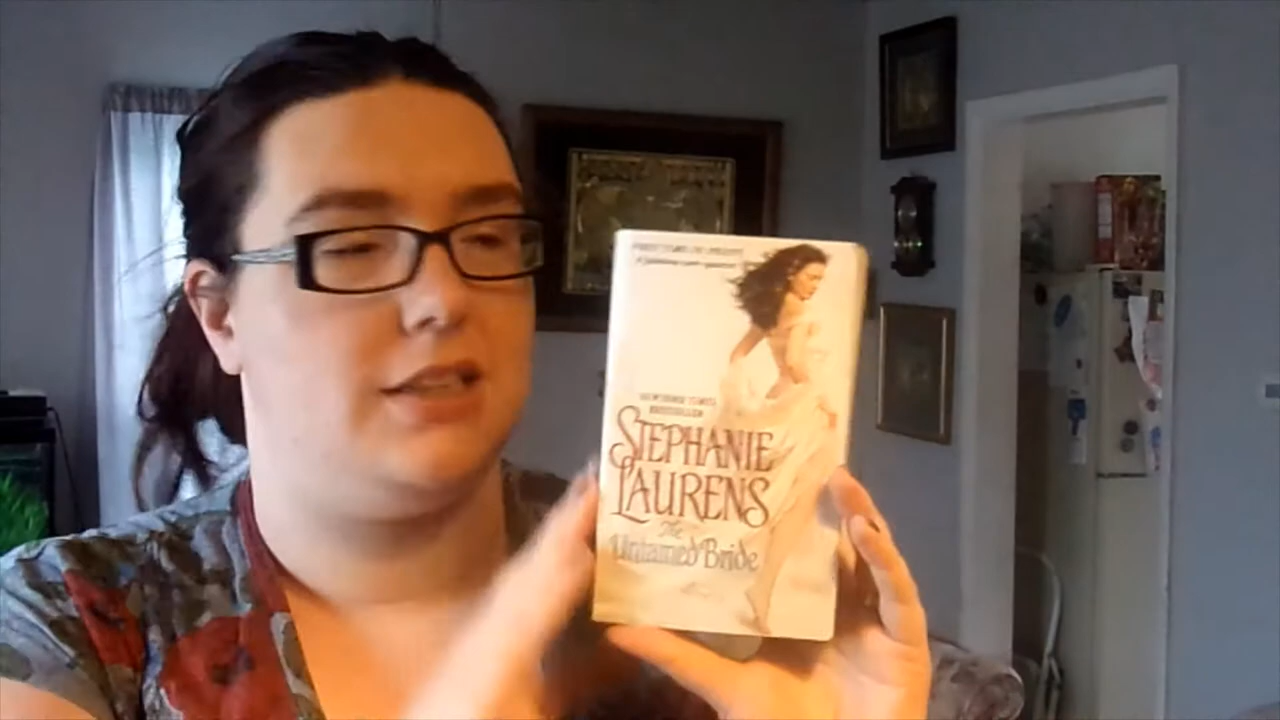 NEW YORK TIMES
BESTSELLER
STEPHANIE
LAURENS
The
Untamed Bride